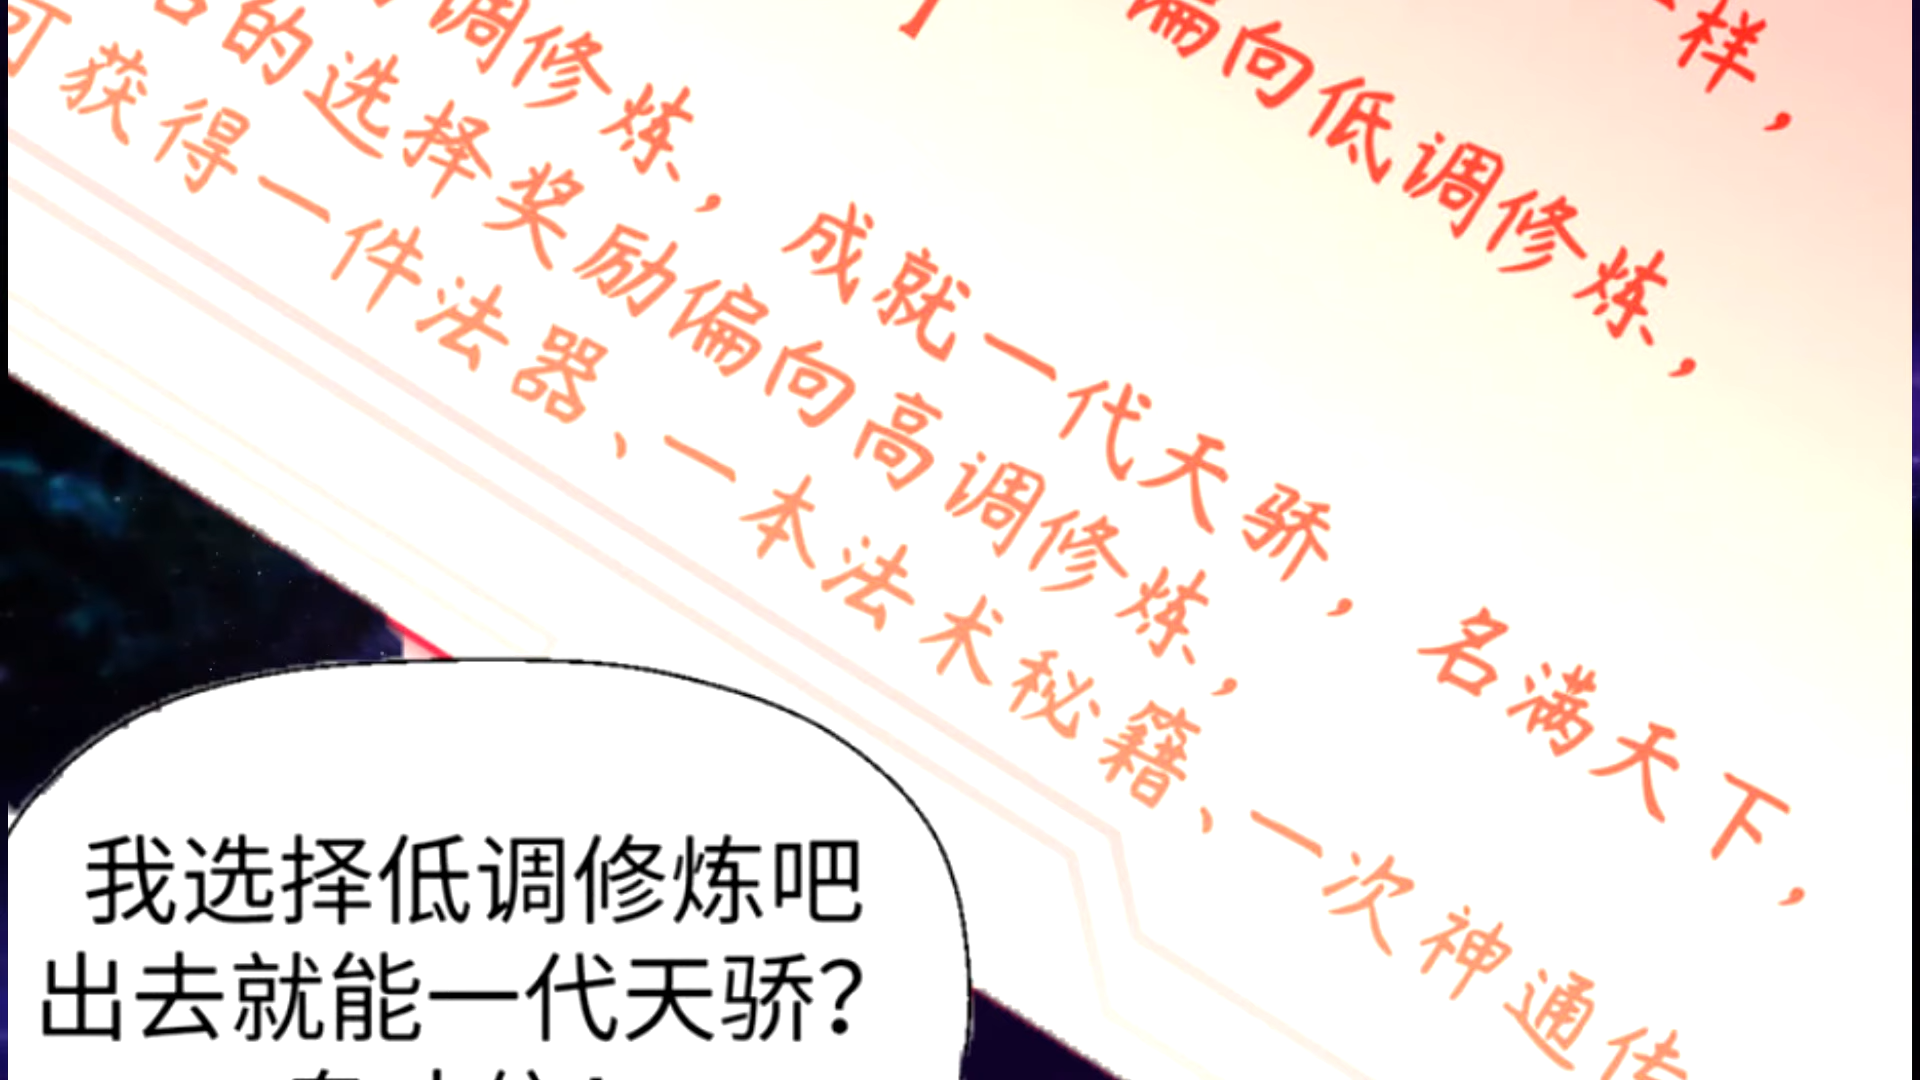 样，
】
偏向低调修炼，
调修炼，成就一代天骄，名满天下，
的选择奖励偏向高调修炼，
可获得一件法器、一本法术秘籍、一次神通传
我选择低调修炼吧
出去就能一代天骄？